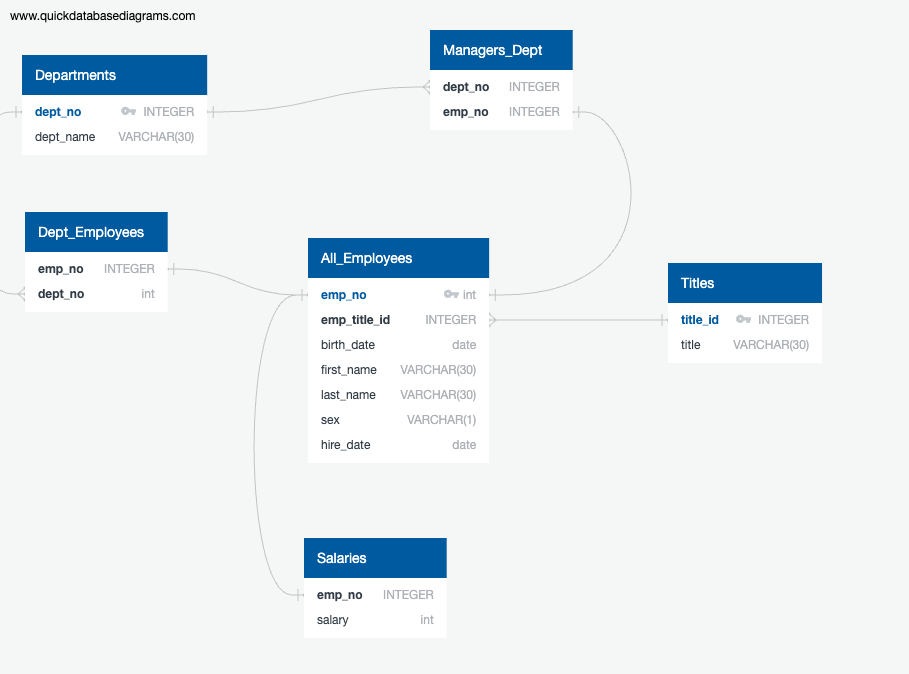 www.quickdatabasediagrams.com
Departments
dept_no INTEGER
dept_name VARCHAR(30)
Managers_Dept
dept_no INTEGER
emp_no INTEGER
Dept_Employees
emp_no INTEGER
dept_no int
All_Employees
emp_no int
emp_title_id INTEGER
birth_date date
first_name VARCHAR(30)
last_name VARCHAR(30)
sex VARCHAR(1)
hire_date date
Titles
title_id INTEGER
title VARCHAR(30)
Salaries
emp_no INTEGER
salary int